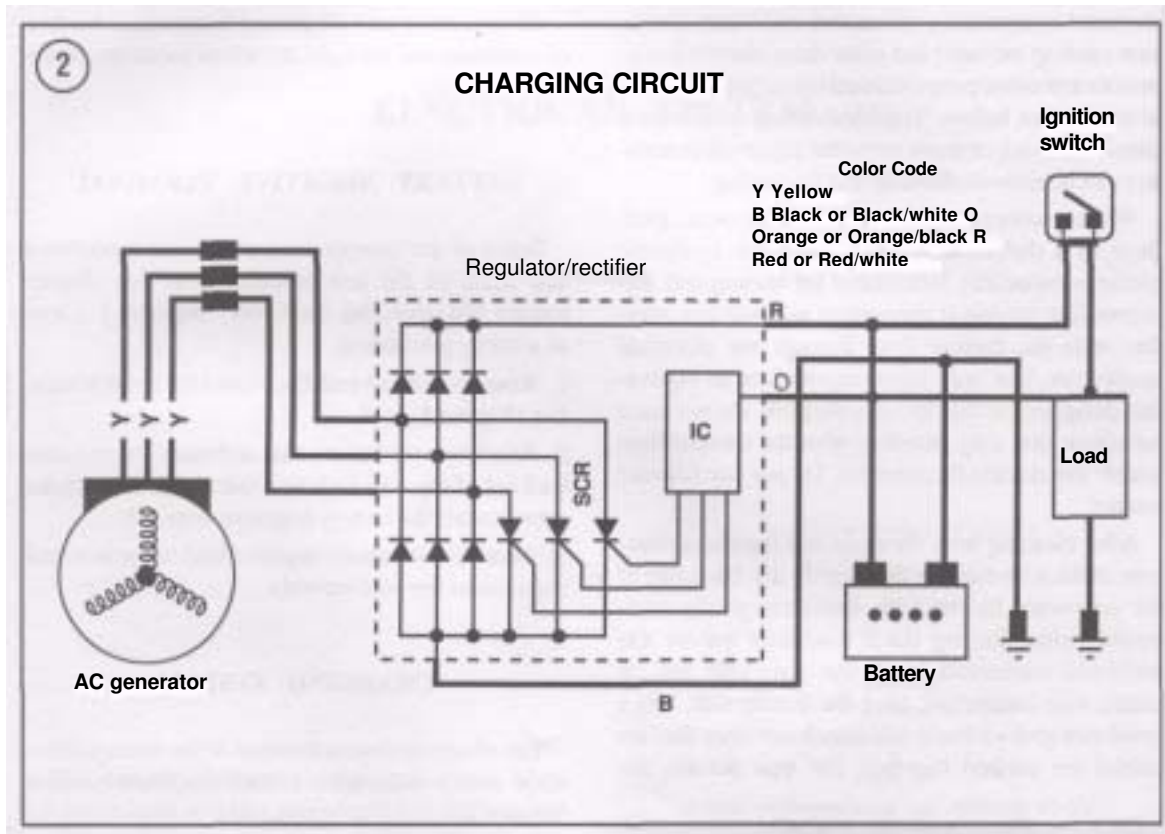 2
CHARGING CIRCUIT
Ignition
switch
Color Code
Y Yellow
B Black or Black/white O
Orange or Orange/black R
Red or Red/white
Regulator/rectifier
R
O
IC
SCR
Load
Y Y Y
AC generator
Battery
B